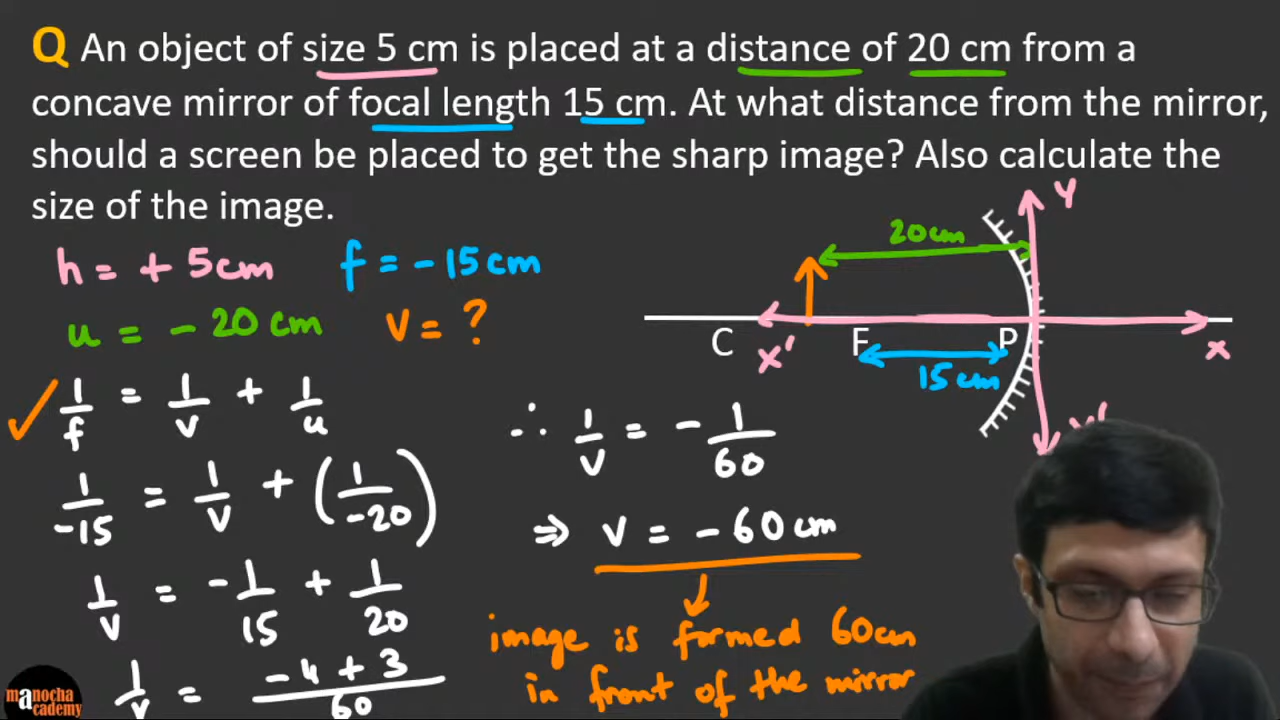 Q An object of size 5 cm is placed at a distance of 20 cm from a
concave mirror of focal length 15 cm. At what distance from the mirror,
should a screen be placed to get the sharp image? Also calculate the
size of the image.
h = + 5cm f = - 15 cm
u = - 20 cm v = ?
1/f = 1/v + 1/u
1/-15 = 1/v + (1/-20)
1/v = - 1/15 + 1/20
1/v = -4 + 3/60
∴ 1/v = - 1/60
⇒ v = - 60 cm
image is formed 60cm
in front of the mirror
Y
20cm
C X' F P X
15 cm
manocha
academy